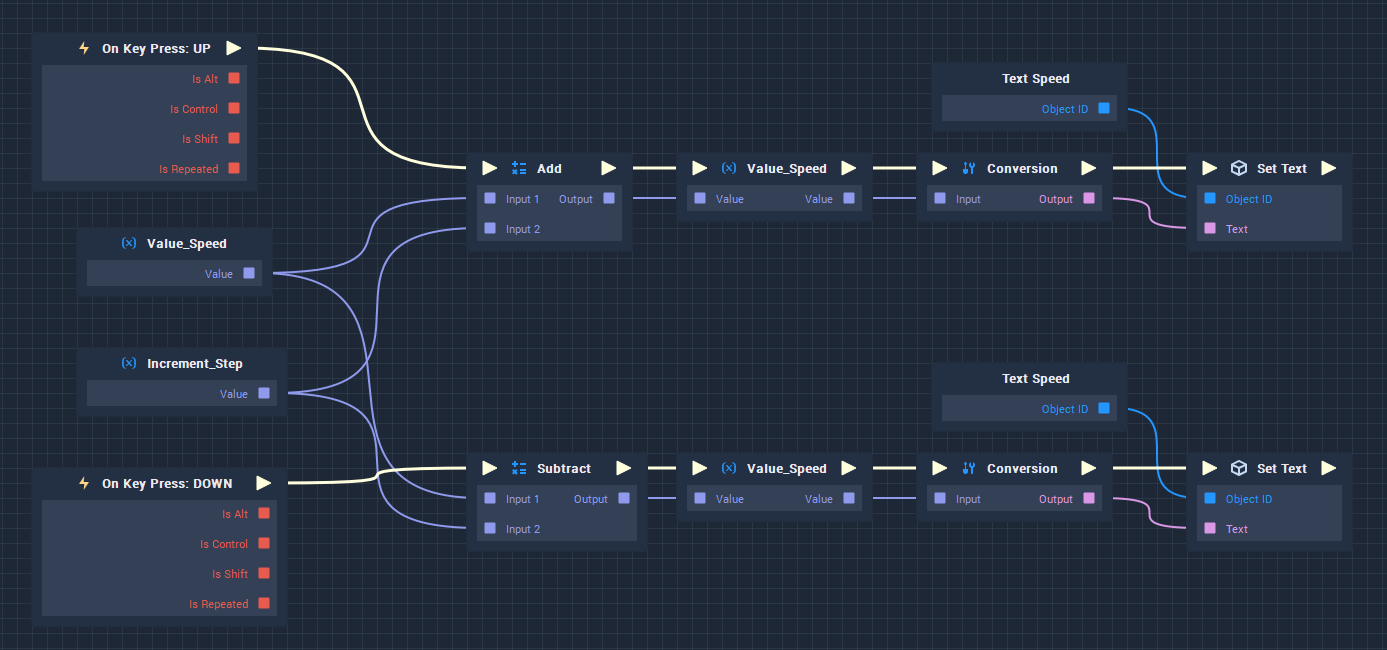 On Key Press: UP
Is Alt
Is Control
Is Shift
Is Repeated
Value_Speed
Value
Increment_Step
Value
On Key Press: DOWN
Is Alt
Is Control
Is Shift
Is Repeated
Add
Input 1 Output
Input 2
Value_Speed
Value Value
Conversion
Input Output
Text Speed
Object ID
Set Text
Object ID
Text
Subtract
Input 1 Output
Input 2
Value_Speed
Value Value
Conversion
Input Output
Text Speed
Object ID
Set Text
Object ID
Text